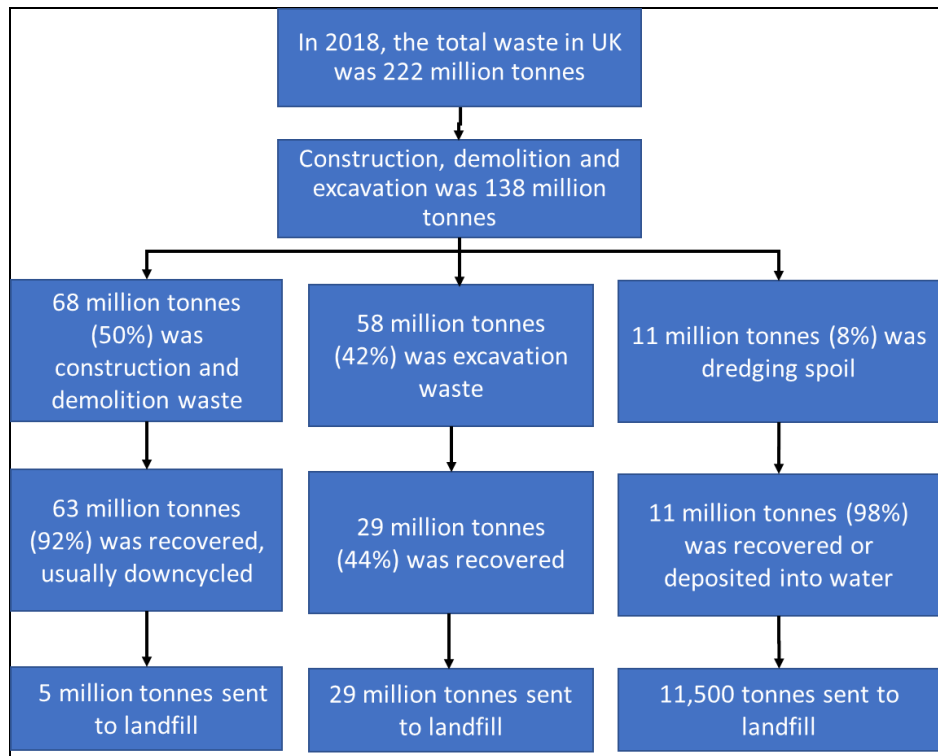 In 2018, the total waste in UK
was 222 million tonnes
Construction, demolition and
excavation was 138 million
tonnes
68 million tonnes
(50%) was
construction and
demolition waste
58 million tonnes
(42%) was excavation
waste
11 million tonnes (8%) was
dredging spoil
63 million tonnes
(92%) was recovered,
usually downcycled
29 million tonnes
(44%) was recovered
11 million tonnes (98%)
was recovered or
deposited into water
5 million tonnes sent
to landfill
29 million tonnes sent
to landfill
11,500 tonnes sent to
landfill